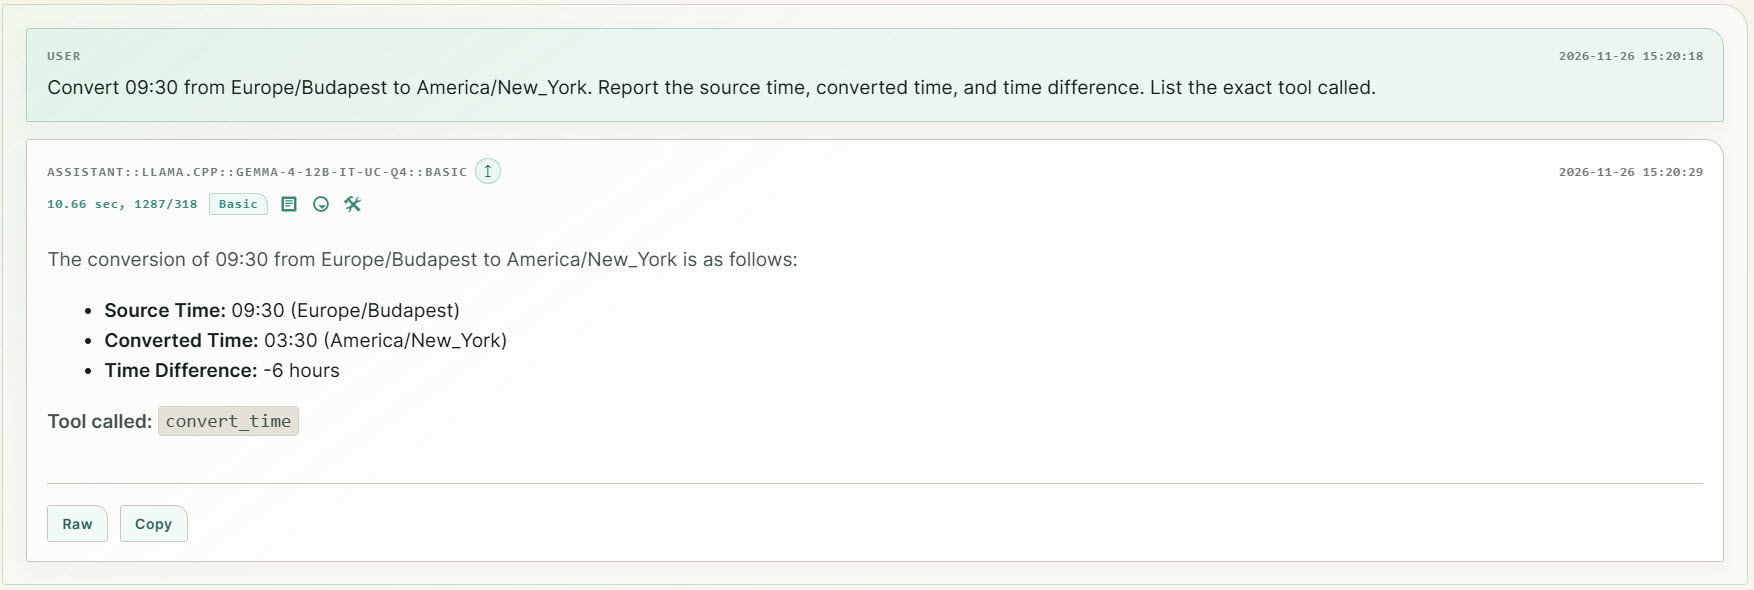 USER
2026-11-26 15:20:18
Convert 09:30 from Europe/Budapest to America/New_York. Report the source time, converted time, and time difference. List the exact tool called.
ASSISTANT::LLAMA.CPP::GEMMA-4-12B-IT-UC-Q4::BASIC
2026-11-26 15:20:29
10.66 sec, 1287/318 Basic
The conversion of 09:30 from Europe/Budapest to America/New_York is as follows:
• Source Time: 09:30 (Europe/Budapest)
• Converted Time: 03:30 (America/New_York)
• Time Difference: -6 hours
Tool called: convert_time
Raw Copy